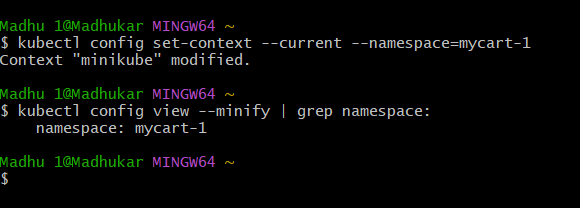 Madhu 1@Madhukar MINGW64 ~
$ kubectl config set-context --current --namespace=mycart-1
Context "minikube" modified.
Madhu 1@Madhukar MINGW64 ~
$ kubectl config view --minify | grep namespace:
    namespace: mycart-1
Madhu 1@Madhukar MINGW64 ~
$